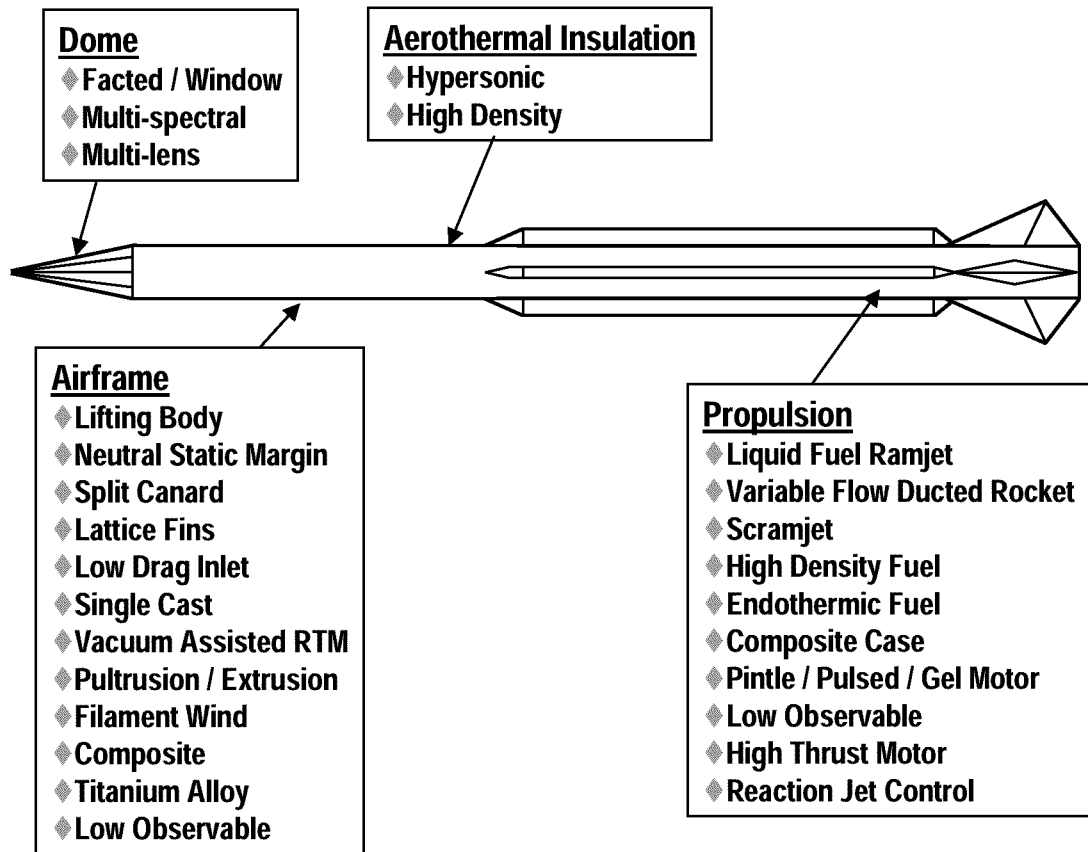 Dome
Facted / Window
Multi-spectral
Multi-lens
Aerothermal Insulation
Hypersonic
High Density
Airframe
Lifting Body
Neutral Static Margin
Split Canard
Lattice Fins
Low Drag Inlet
Single Cast
Vacuum Assisted RTM
Pultrusion / Extrusion
Filament Wind
Composite
Titanium Alloy
Low Observable
Propulsion
Liquid Fuel Ramjet
Variable Flow Ducted Rocket
Scramjet
High Density Fuel
Endothermic Fuel
Composite Case
Pintle / Pulsed / Gel Motor
Low Observable
High Thrust Motor
Reaction Jet Control